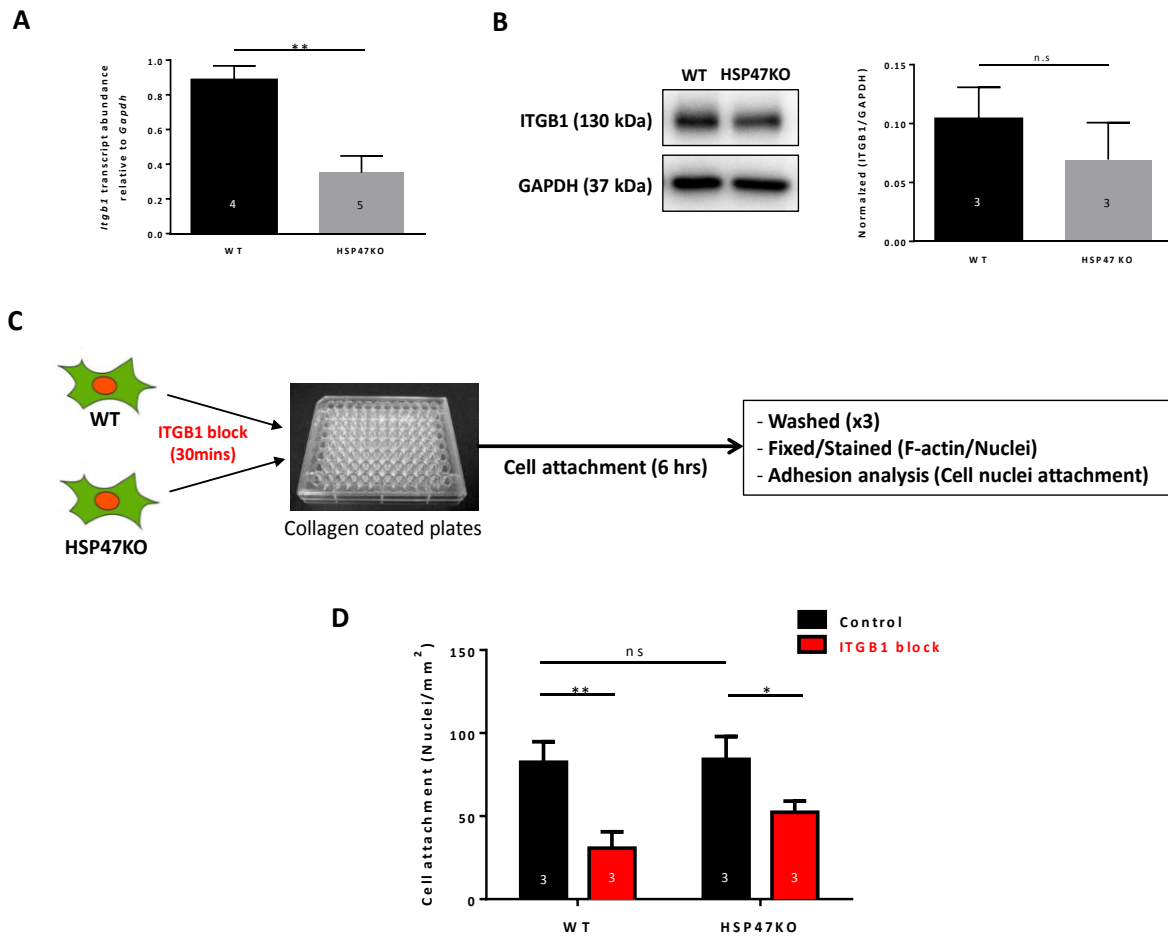 A
**
Itgb1 transcript abundance
relative to Gapdh
1.0
0.8
0.6
0.4
0.2
0.0
4
5
WT
HSP47KO
B
WT HSP47KO
ITGB1 (130 kDa)
GAPDH (37 kDa)
n.s
Normalized (ITGB1/GAPDH)
0.15
0.10
0.05
0.00
3
3
WT
HSP47 KO
C
WT
ITGB1 block
(30mins)
HSP47KO
Collagen coated plates
Cell attachment (6 hrs)
- Washed (x3)
- Fixed/Stained (F-actin/Nuclei)
- Adhesion analysis (Cell nuclei attachment)
D
Control
ITGB1 block
Cell attachment (Nuclei/mm²)
150
100
50
0
ns
**
*
3
3
3
3
WT
HSP47KO